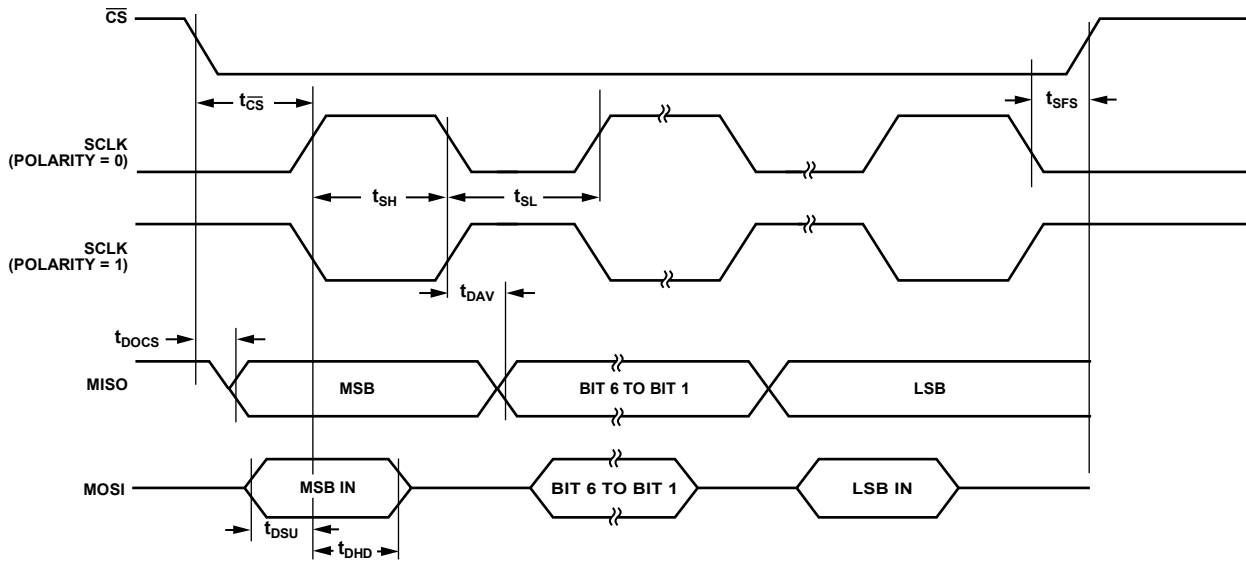 CS
tCS
tSFS
SCLK
(POLARITY = 0)
tSH
tSL
SCLK
(POLARITY = 1)
tDAV
tDOCS
MISO
MSB
BIT 6 TO BIT 1
LSB
MOSI
MSB IN
BIT 6 TO BIT 1
LSB IN
tDSU
tDHD